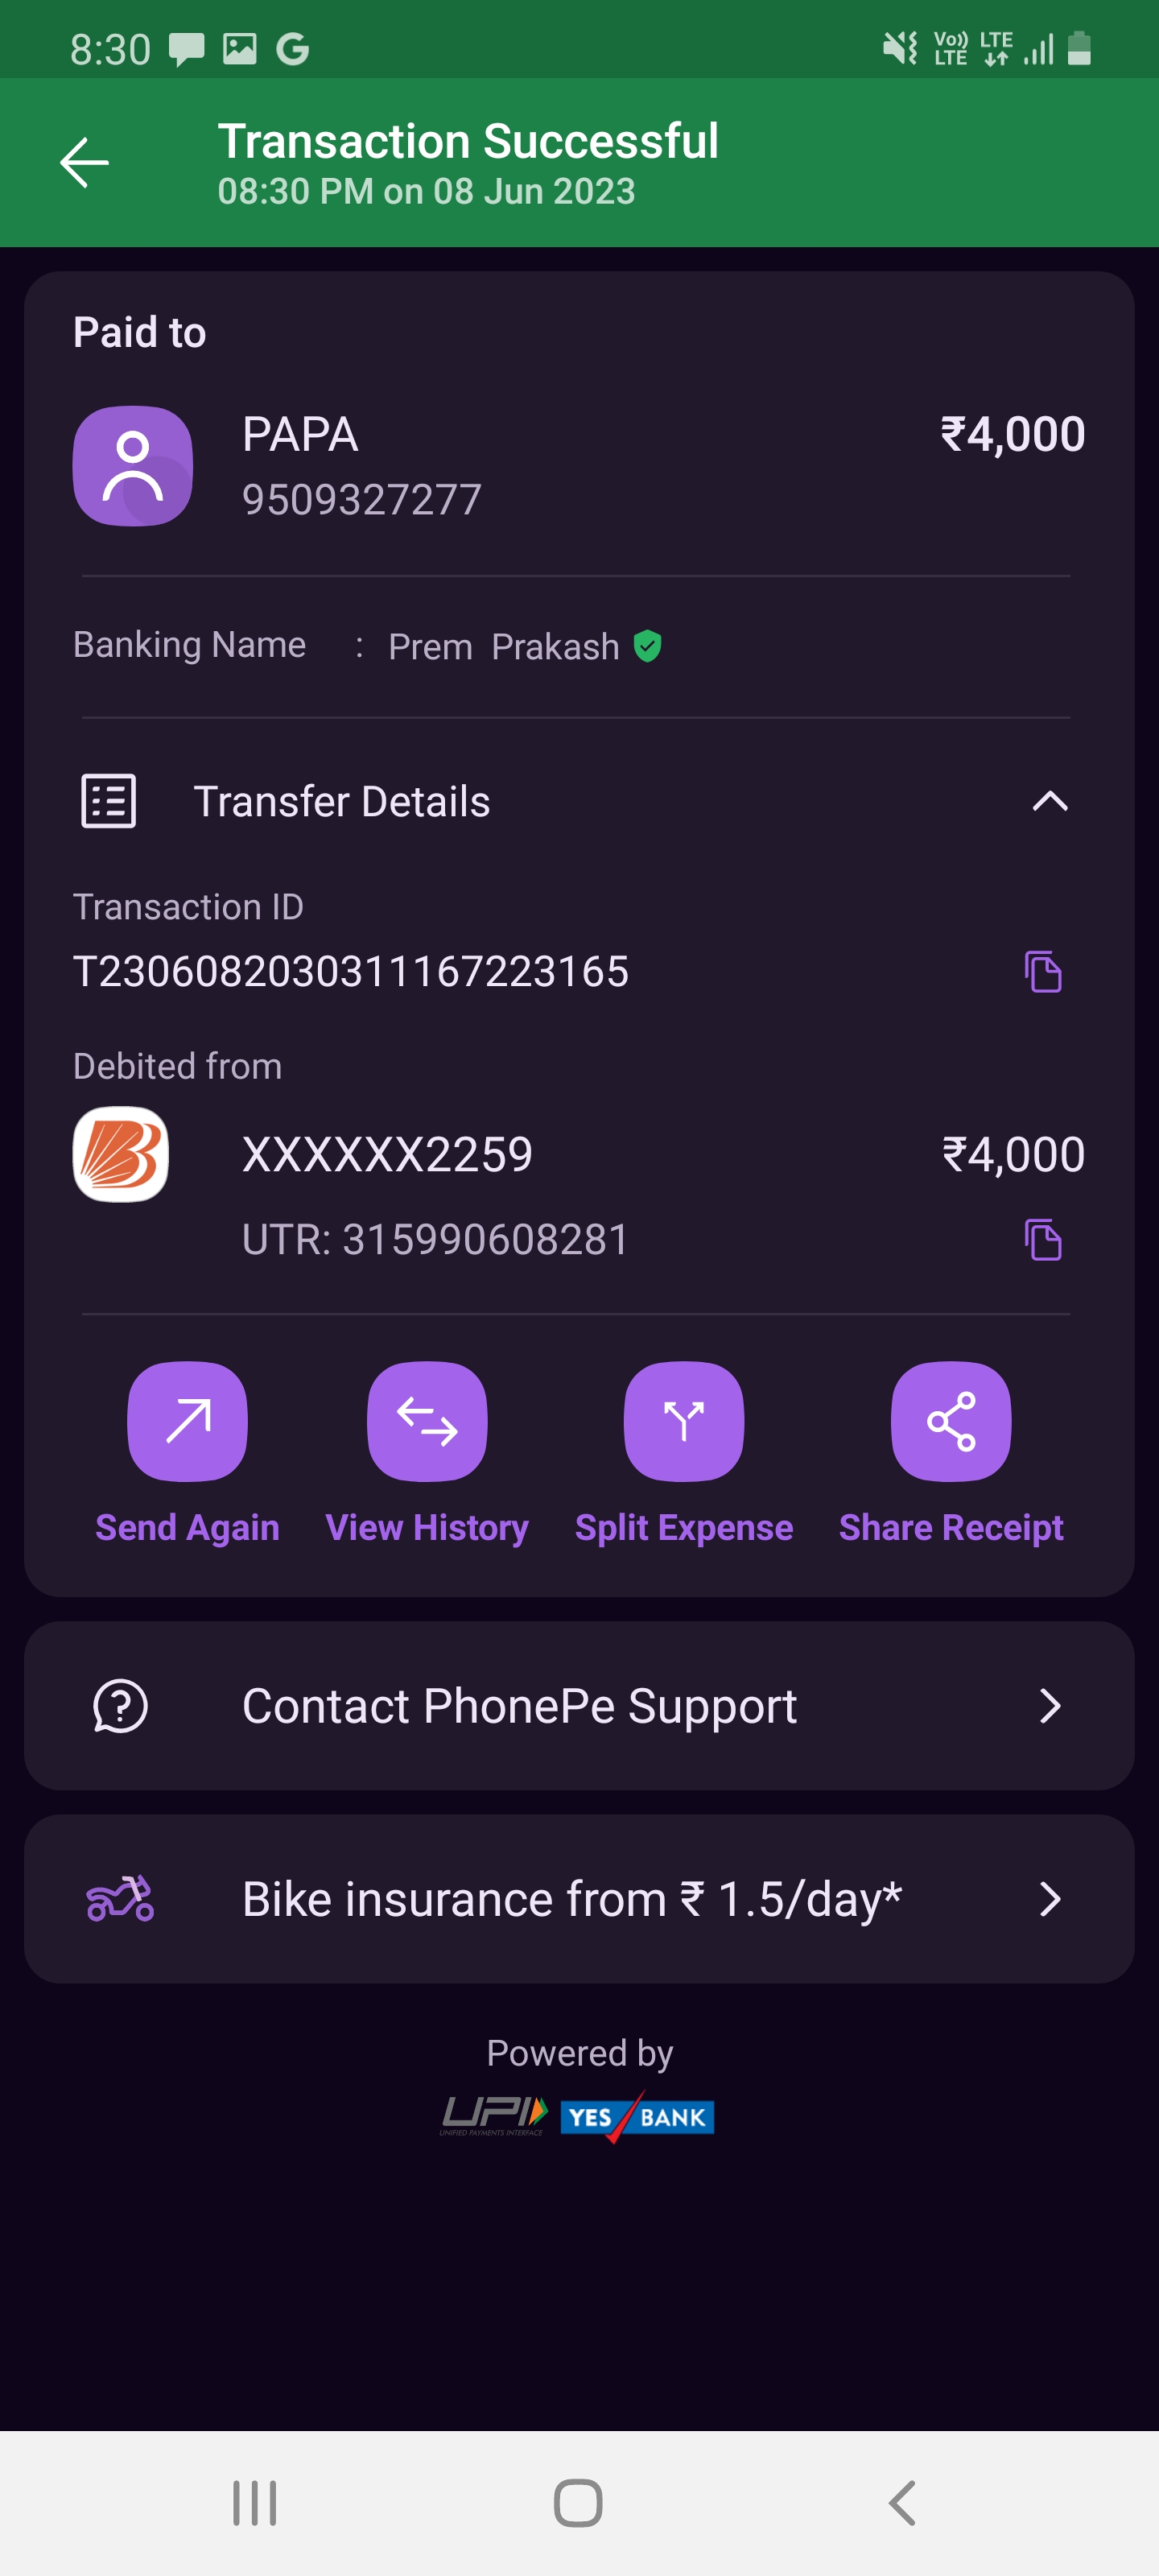 8:30
Vo)) LTE
LTE
Transaction Successful
08:30 PM on 08 Jun 2023
Paid to
PAPA ₹4,000
9509327277
Banking Name : Prem Prakash
Transfer Details
Transaction ID
T2306082030311167223165
Debited from
XXXXXX2259 ₹4,000
UTR: 315990608281
Send Again View History Split Expense Share Receipt
Contact PhonePe Support
Bike insurance from ₹ 1.5/day*
Powered by
UPI YES BANK
UNIFIED PAYMENTS INTERFACE